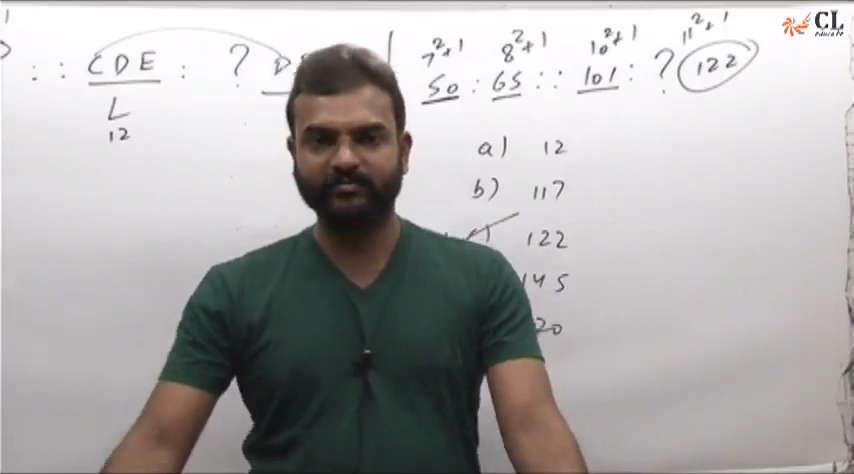 7²+1 8²+1 10²+1 11²+1
:: CDE : ?
50 : 65 :: 101 : ? 122
L
12
a) 12
b) 117
122
145
20
CL